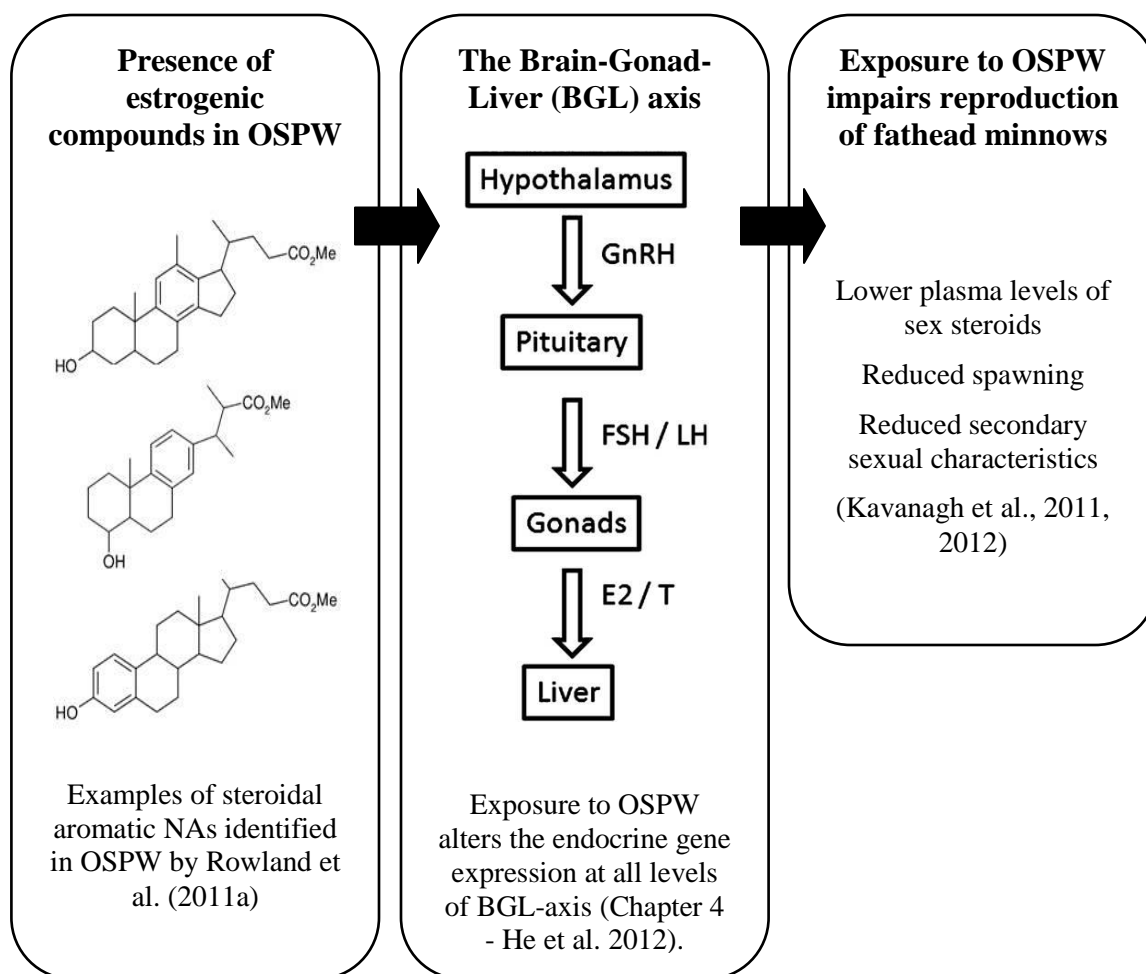 Presence of
estrogenic
compounds in OSPW
CO₂Me
HO
CO₂Me
OH
CO₂Me
HO
Examples of steroidal
aromatic NAs identified
in OSPW by Rowland et
al. (2011a)
The Brain-Gonad-
Liver (BGL) axis
Hypothalamus
GnRH
Pituitary
FSH / LH
Gonads
E2 / T
Liver
Exposure to OSPW
alters the endocrine gene
expression at all levels
of BGL-axis (Chapter 4
- He et al. 2012).
Exposure to OSPW
impairs reproduction
of fathead minnows
Lower plasma levels of
sex steroids
Reduced spawning
Reduced secondary
sexual characteristics
(Kavanagh et al., 2011,
2012)